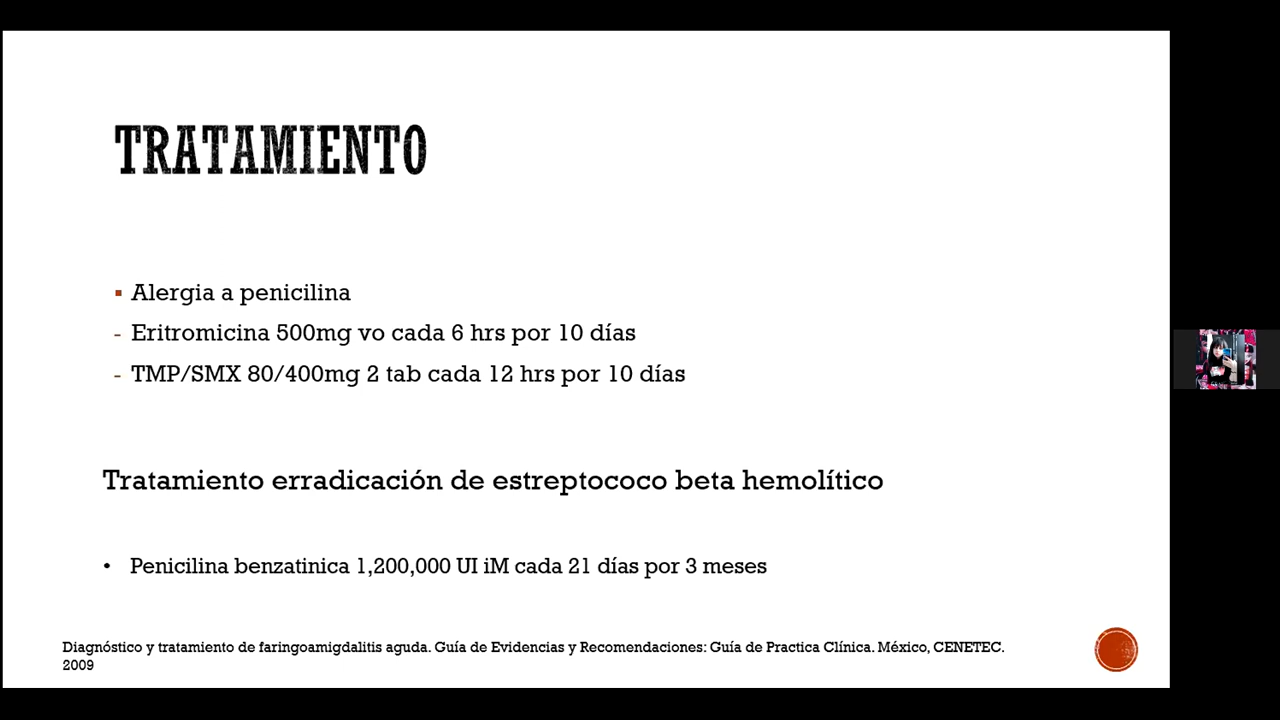 TRATAMIENTO
▪ Alergia a penicilina
- Eritromicina 500mg vo cada 6 hrs por 10 días
- TMP/SMX 80/400mg 2 tab cada 12 hrs por 10 días
Tratamiento erradicación de estreptococo beta hemolítico
• Penicilina benzatinica 1,200,000 UI iM cada 21 días por 3 meses
Diagnóstico y tratamiento de faringoamigdalitis aguda. Guía de Evidencias y Recomendaciones: Guía de Practica Clínica. México, CENETEC.
2009